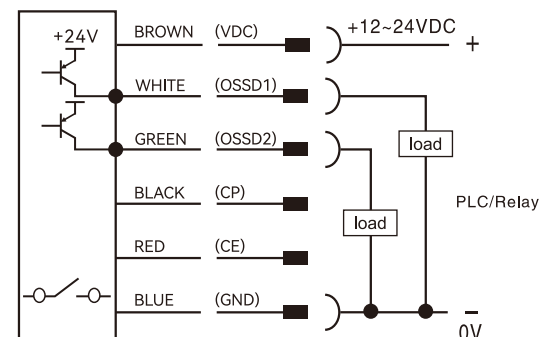 +24V
BROWN (VDC) +12~24VDC +
WHITE (OSSD1)
GREEN (OSSD2) load
BLACK (CP) PLC/Relay
load
RED (CE)
BLUE (GND) −
0V